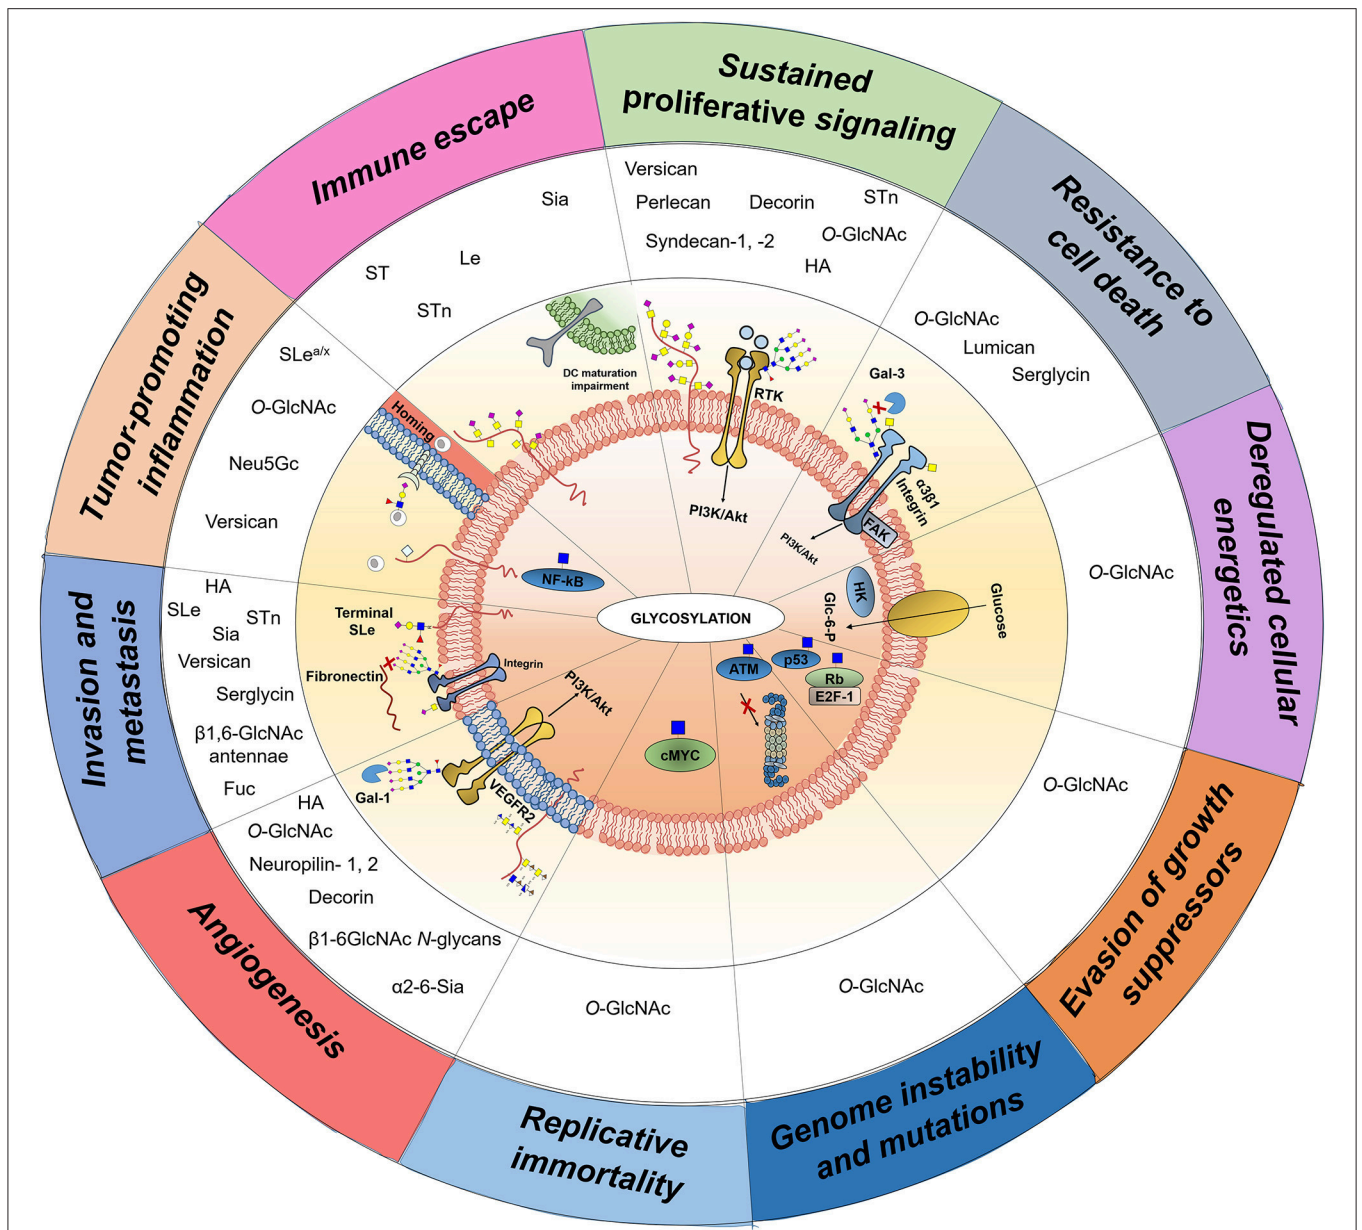 Sustained
proliferative signaling
Resistance to
cell death
Deregulated cellular
energetics
Evasion of growth
suppressors
Genome instability
and mutations
Replicative
immortality
Angiogenesis
Invasion and
metastasis
Tumor-promoting
inflammation
Immune escape
Versican
Perlecan
Decorin
STn
Syndecan-1, -2
O-GlcNAc
HA
O-GlcNAc
Lumican
Serglycin
O-GlcNAc
O-GlcNAc
O-GlcNAc
O-GlcNAc
HA
O-GlcNAc
Neuropilin- 1, 2
Decorin
β1-6GlcNAc N-glycans
α2-6-Sia
HA
SLe
STn
Sia
Versican
Serglycin
β1,6-GlcNAc
antennae
Fuc
SLea/x
O-GlcNAc
Neu5Gc
Versican
Sia
Le
ST
STn
DC maturation
impairment
RTK
PI3K/Akt
Gal-3
α3β1
Integrin
FAK
PI3K/Akt
HK
Glc-6-P
Glucose
Homing
NF-kB
GLYCOSYLATION
Terminal
SLe
Fibronectin
Integrin
PI3K/Akt
Gal-1
VEGFR2
cMYC
ATM
p53
Rb
E2F-1